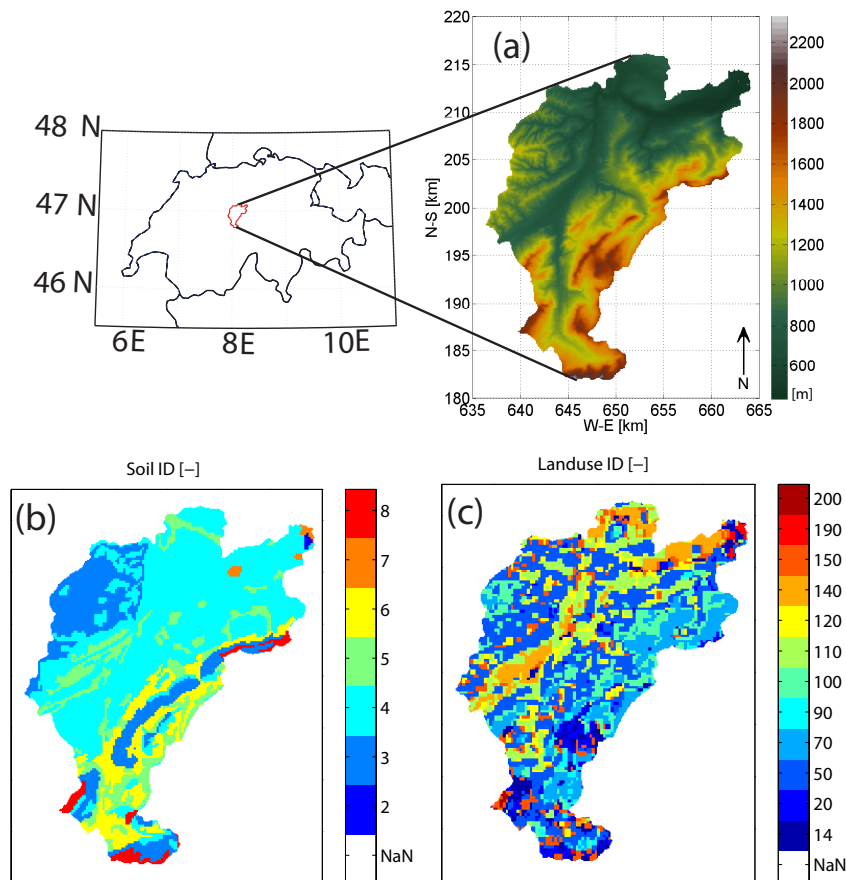 (a)
220
215
210
205
200
195
190
185
180
N-S [km]
635 640 645 650 655 660 665
W-E [km]
N
2200
2000
1800
1600
1400
1200
1000
800
600
[m]
48 N
47 N
46 N
6E 8E 10E
Soil ID [–]
(b)
8
7
6
5
4
3
2
NaN
Landuse ID [–]
(c)
200
190
150
140
120
110
100
90
70
50
20
14
NaN